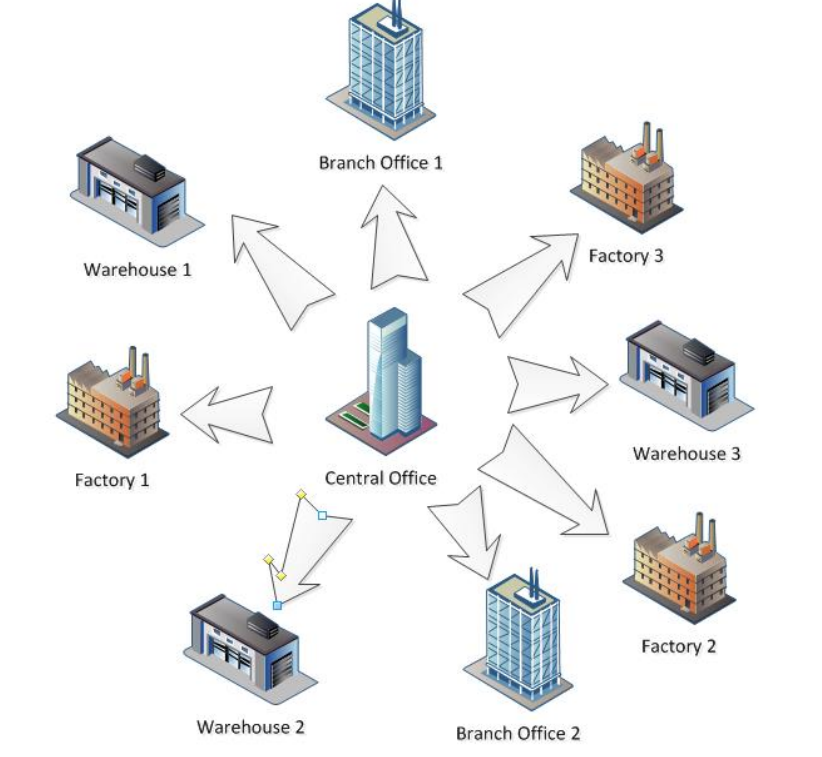 Branch Office 1
Factory 3
Warehouse 1
Warehouse 3
Central Office
Factory 1
Factory 2
Warehouse 2
Branch Office 2